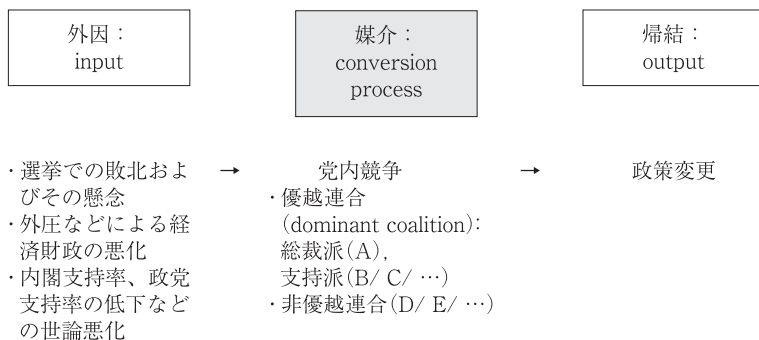 外因：
input
媒介：
conversion
process
帰結：
output
・選挙での敗北およ
びその懸念
・外圧などによる経
済財政の悪化
・内閣支持率、政党
支持率の低下など
の世論悪化
→
党内競争
・優越連合
(dominant coalition):
総裁派(A),
支持派(B/ C/ …)
・非優越連合(D/ E/ …)
→
政策変更